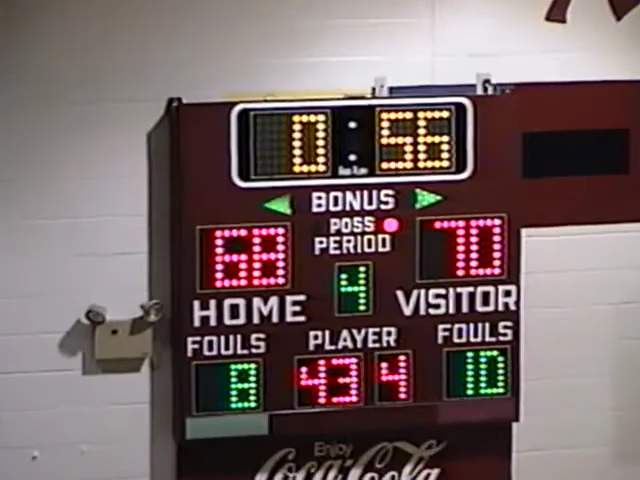 0:56
BONUS
68 POSS 70
PERIOD
HOME 4 VISITOR
FOULS PLAYER FOULS
8 43 4 10
Enjoy
Coca-Cola